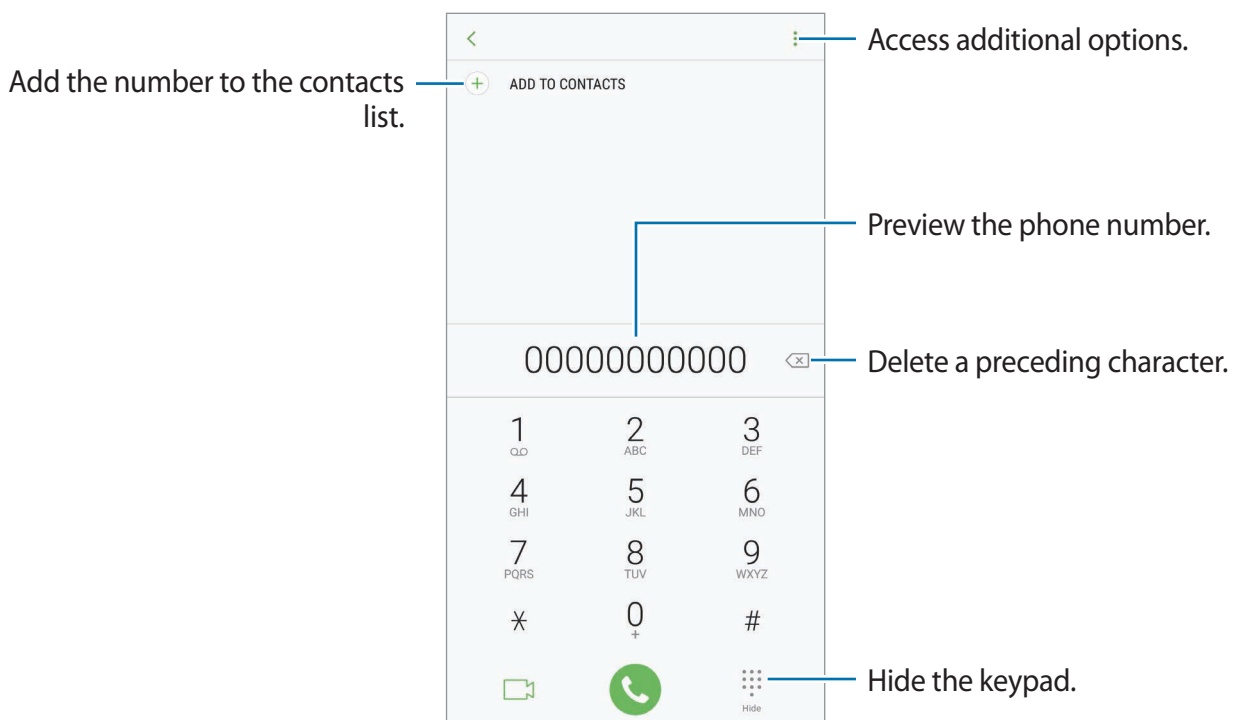 Access additional options.
Add the number to the contacts
list.
ADD TO CONTACTS
Preview the phone number.
00000000000
Delete a preceding character.
1 2 3
ABC DEF
4 5 6
GHI JKL MNO
7 8 9
PQRS TUV WXYZ
* 0 #
+
Hide the keypad.
Hide